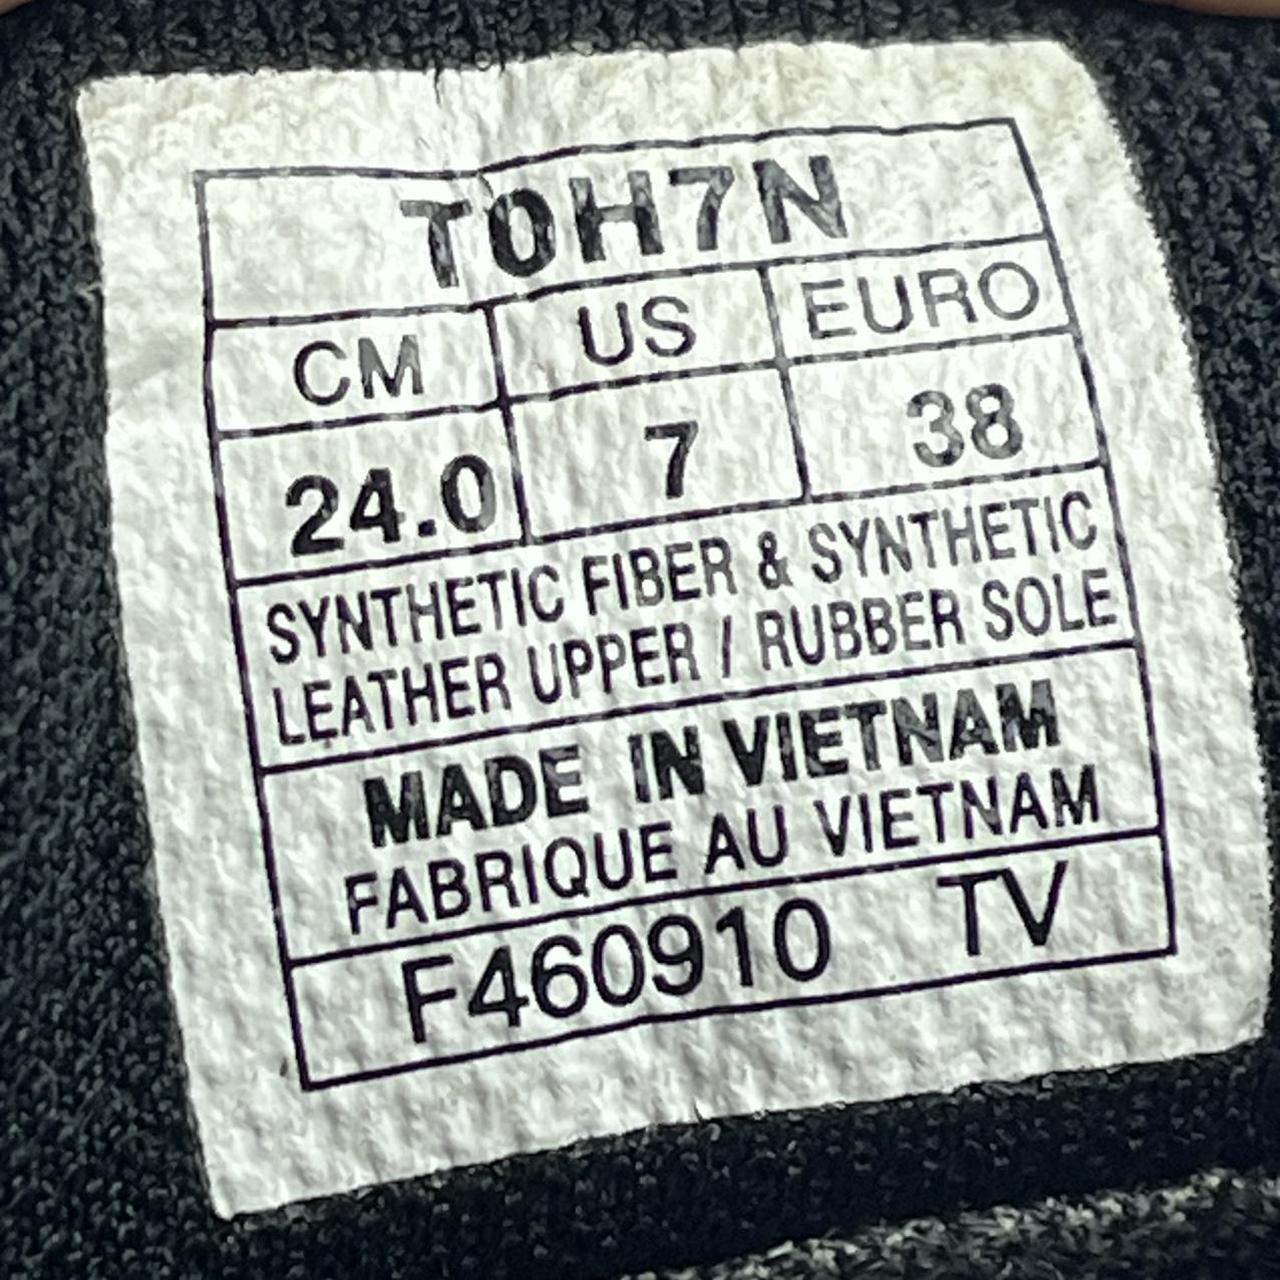 T0H7N
CM US EURO
24.0 7 38
SYNTHETIC FIBER & SYNTHETIC
LEATHER UPPER / RUBBER SOLE
MADE IN VIETNAM
FABRIQUE AU VIETNAM
F460910 TV